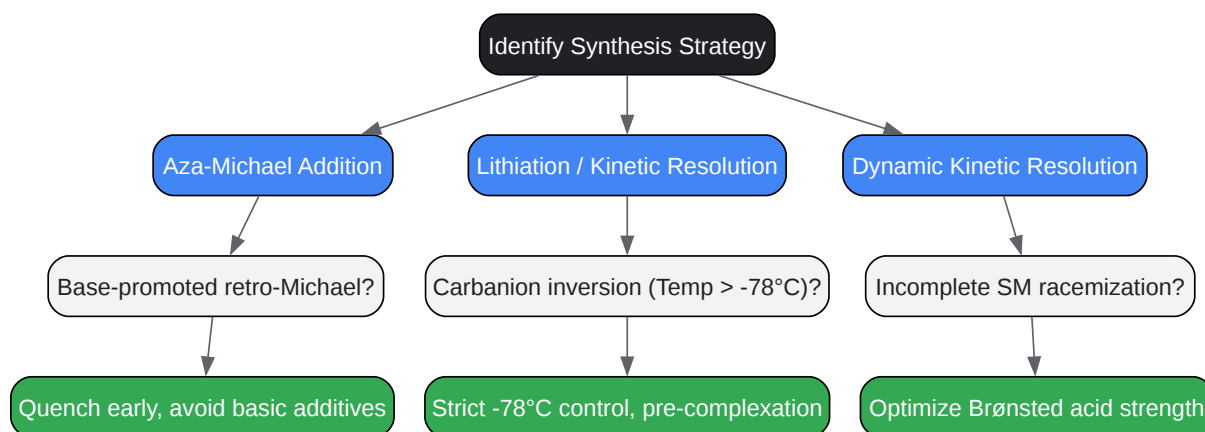 Identify Synthesis Strategy
Aza-Michael Addition
Lithiation / Kinetic Resolution
Dynamic Kinetic Resolution
Base-promoted retro-Michael?
Carbanion inversion (Temp > -78°C)?
Incomplete SM racemization?
Quench early, avoid basic additives
Strict -78°C control, pre-complexation
Optimize Brønsted acid strength